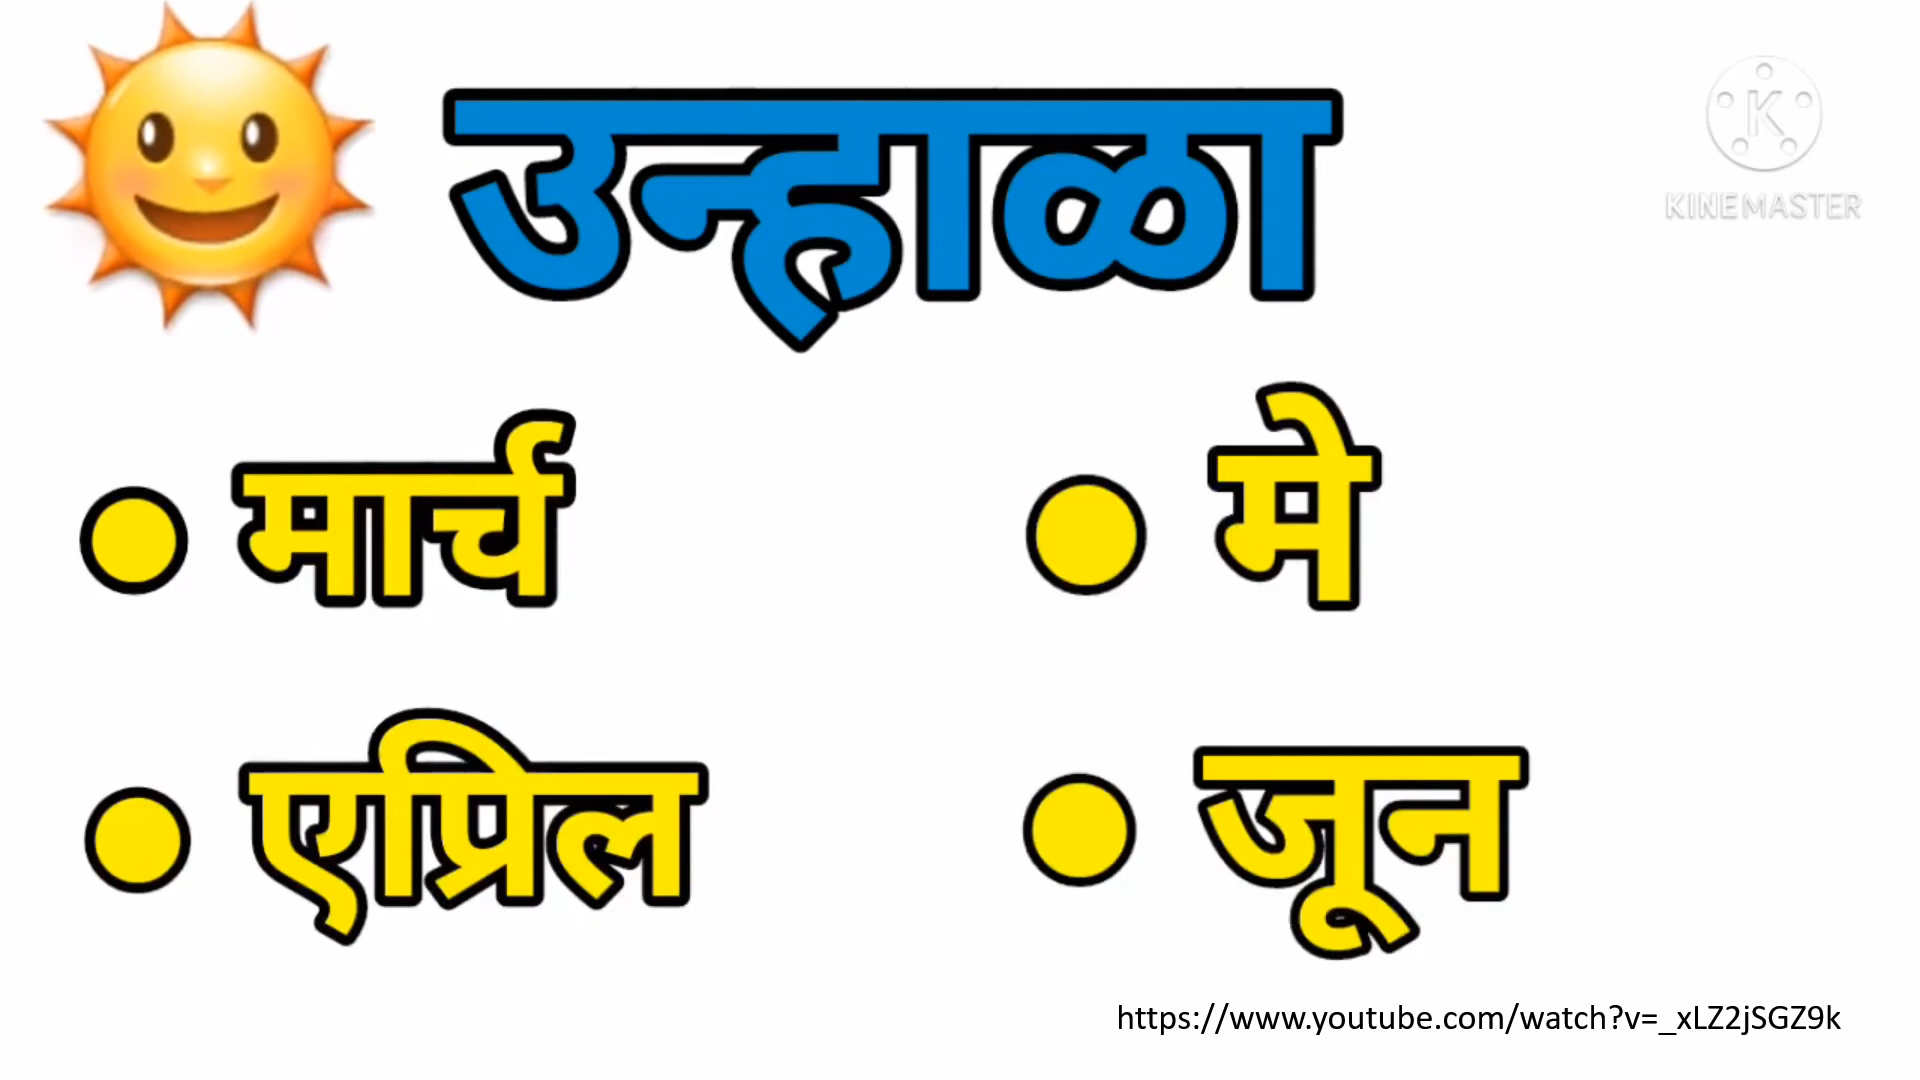 उन्हाळा
K
KINEMASTER
• मार्च
• मे
• एप्रिल
• जून
https://www.youtube.com/watch?v=_xLZ2jSGZ9k